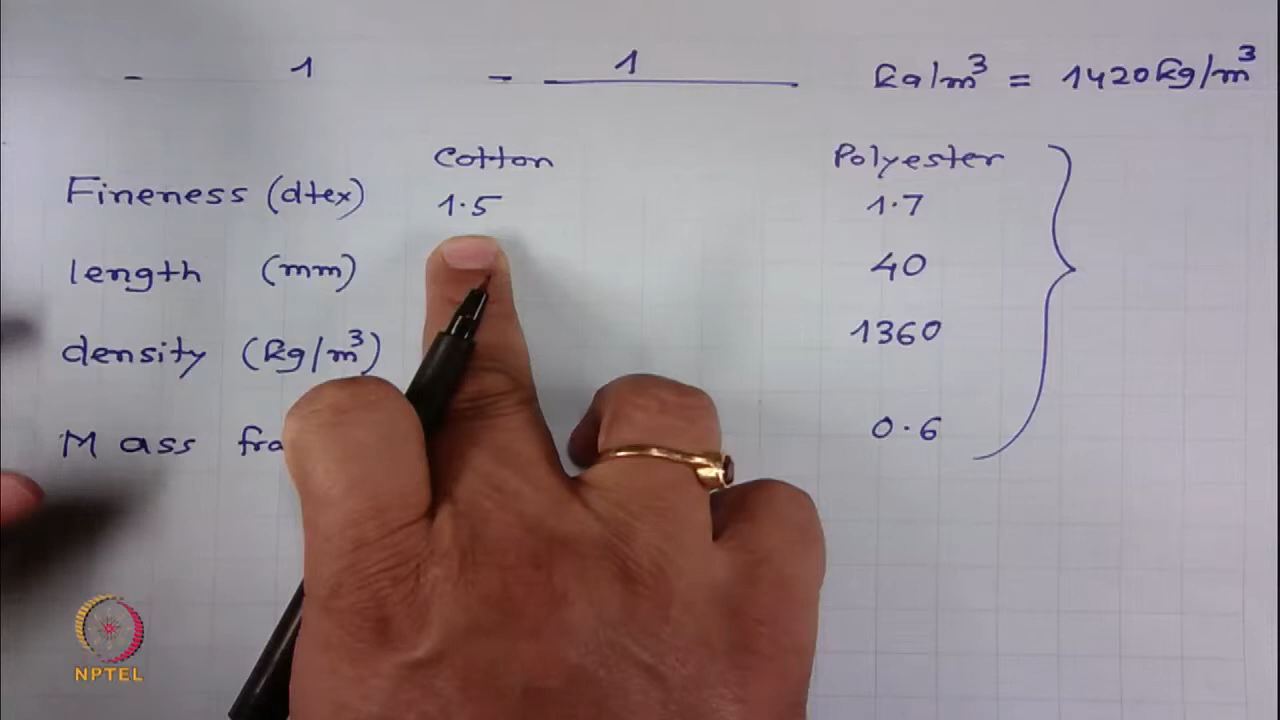 - 1 - 1 kg/m³ = 1420 kg/m³
Cotton Polyester
Fineness (dtex) 1.5 1.7
length (mm) 40
density (kg/m³) 1360
Mass 0.6
NPTEL